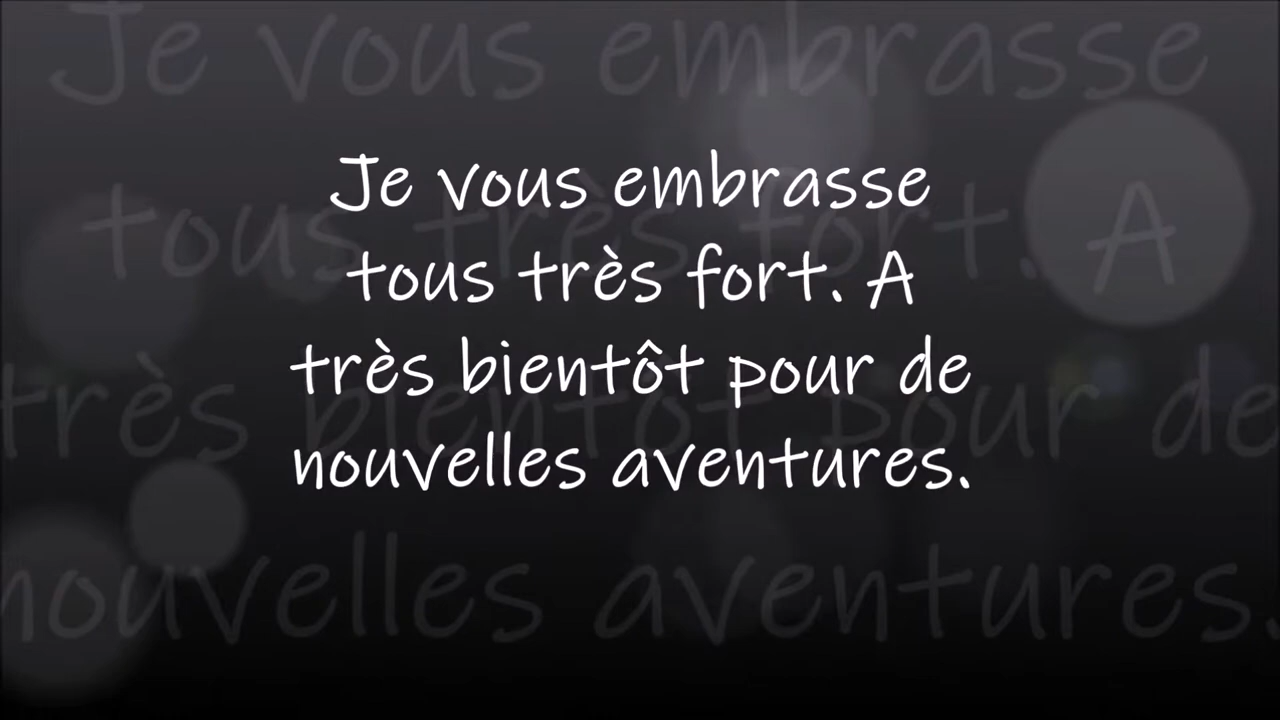 Je vous embrasse
tous très fort. A
très bientôt pour de
nouvelles aventures.